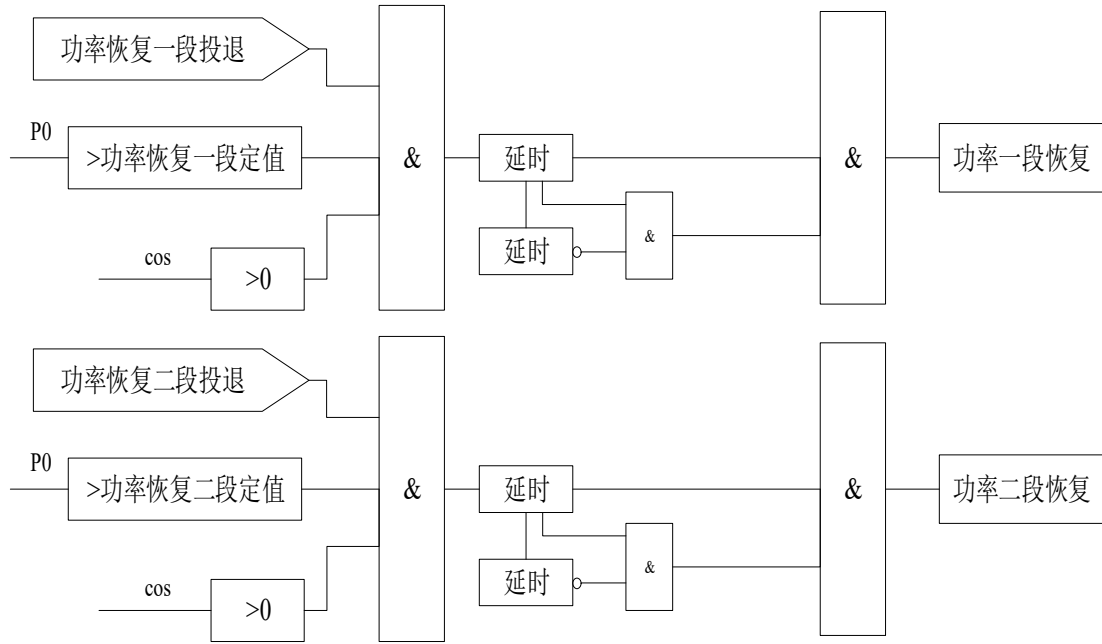 功率恢复一段投退
P0
>功率恢复一段定值
cos
>0
&
延时
延时
&
&
功率一段恢复
功率恢复二段投退
P0
>功率恢复二段定值
cos
>0
&
延时
延时
&
&
功率二段恢复